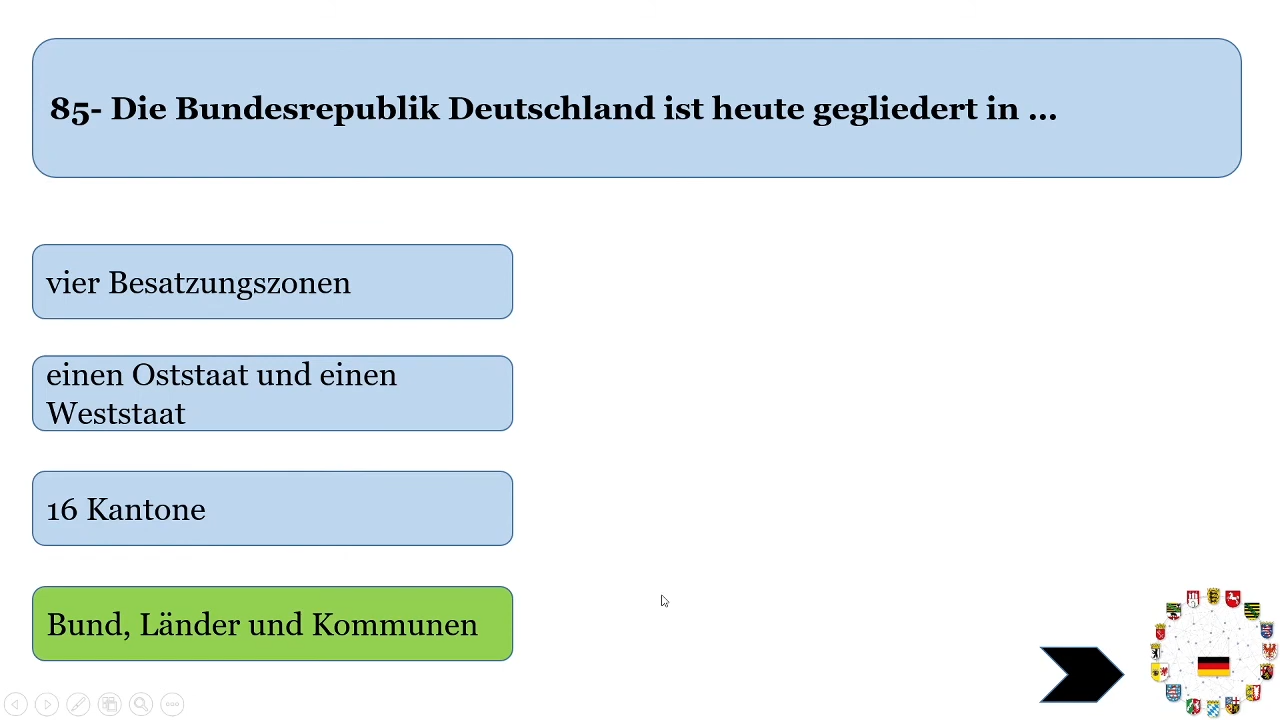 85- Die Bundesrepublik Deutschland ist heute gegliedert in ...
vier Besatzungszonen
einen Oststaat und einen
Weststaat
16 Kantone
Bund, Länder und Kommunen